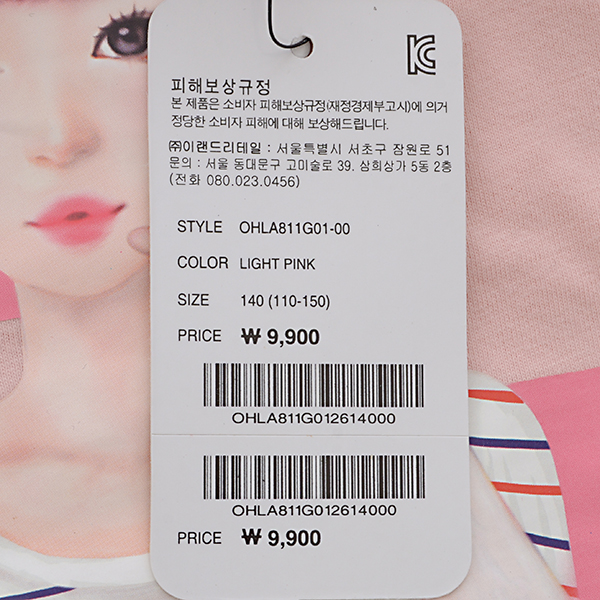 KC
피해보상규정
본 제품은 소비자 피해보상규정(재정경제부고시)에 의거
정당한 소비자 피해에 대해 보상해드립니다.
㈜이랜드리테일 : 서울특별시 서초구 잠원로 51
문의 : 서울 동대문구 고미술로 39. 삼희상가 5동 2층
(전화 080.023.0456)
STYLE OHLA811G01-00
COLOR LIGHT PINK
SIZE 140 (110-150)
PRICE ₩ 9,900
OHLA811G012614000
OHLA811G012614000
PRICE ₩ 9,900